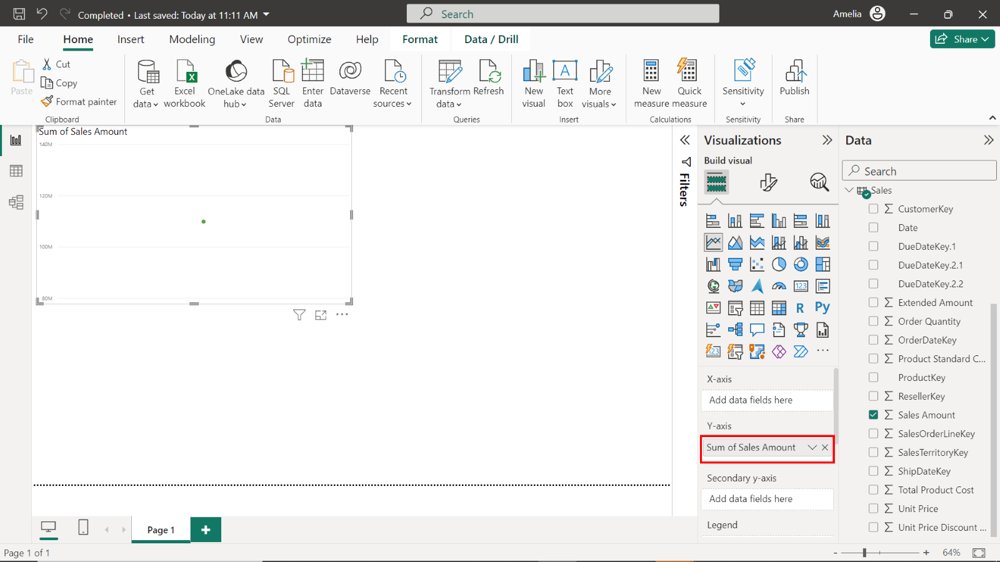 Completed • Last saved: Today at 11:11 AM
Search
Amelia
File
Home
Insert
Modeling
View
Optimize
Help
Format
Data / Drill
Share
Paste
Cut
Copy
Format painter
Clipboard
Get data
Excel workbook
OneLake data hub
SQL Server
Enter data
Dataverse
Recent sources
Data
Transform data
Refresh
Queries
New visual
Text box
A
More visuals
Insert
New measure
Quick measure
Calculations
Sensitivity
Sensitivity
Publish
Share
Sum of Sales Amount
140M
120M
100M
80M
Filters
Visualizations
Build visual
123
R
Py
123
X-axis
Add data fields here
Y-axis
Sum of Sales Amount
Secondary y-axis
Add data fields here
Legend
Data
Search
Sales
CustomerKey
Date
DueDateKey.1
DueDateKey.2.1
DueDateKey.2.2
Extended Amount
Order Quantity
OrderDateKey
Product Standard C...
ProductKey
ResellerKey
Sales Amount
SalesOrderLineKey
SalesTerritoryKey
ShipDateKey
Total Product Cost
Unit Price
Unit Price Discount ...
Page 1
Page 1 of 1
64%